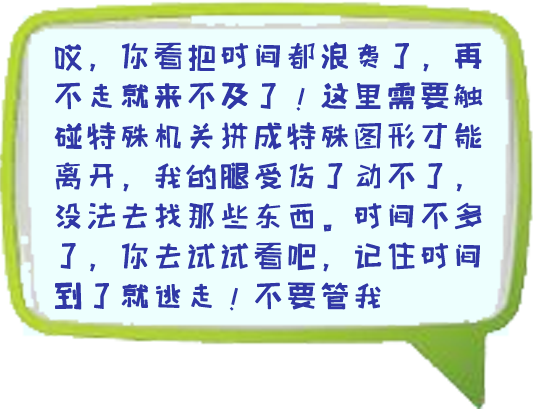 哎，你看把时间都浪费了，再
不走就来不及了！这里需要触
碰特殊机关拼成特殊图形才能
离开，我的腿受伤了动不了，
没法去找那些东西。时间不多
了，你去试试看吧，记住时间
到了就逃走！不要管我